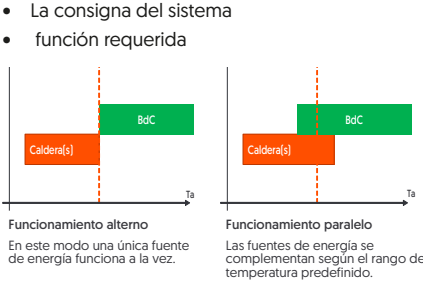 • La consigna del sistema
• función requerida
BdC
Caldera(s)
Ta
BdC
Caldera(s)
Ta
Funcionamiento alterno
En este modo una única fuente
de energía funciona a la vez.
Funcionamiento paralelo
Las fuentes de energía se
complementan según el rango de
temperatura predefinido.